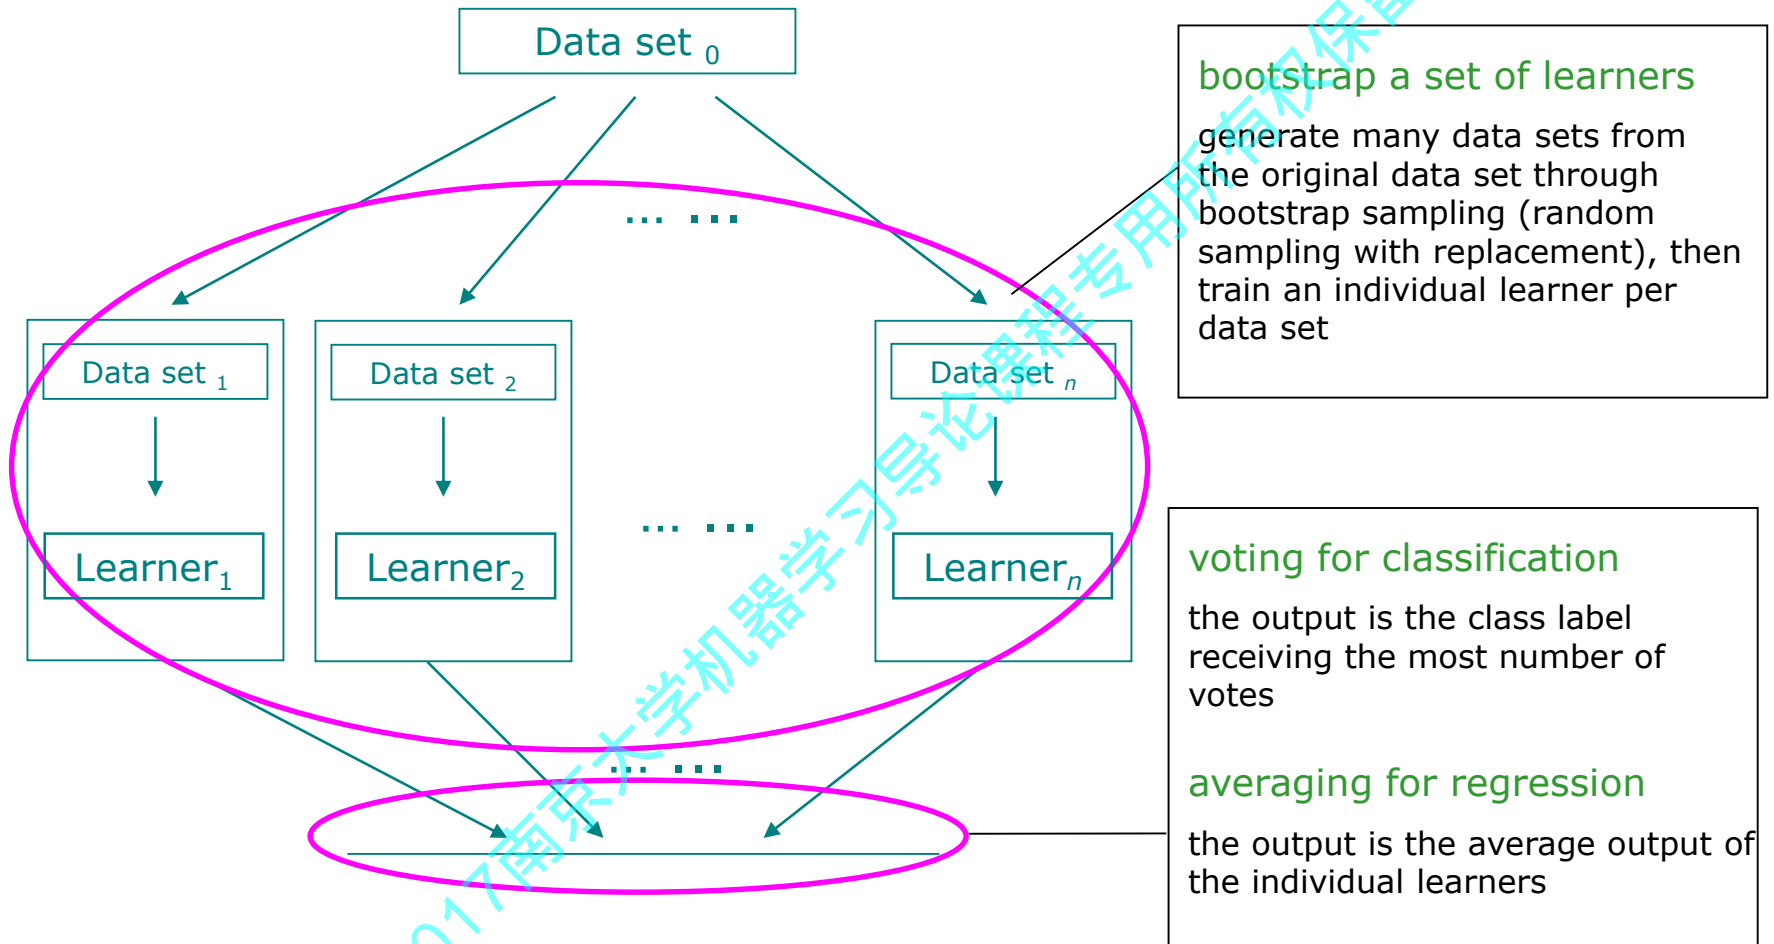 Data set 0
bootstrap a set of learners
generate many data sets from
the original data set through
bootstrap sampling (random
sampling with replacement), then
train an individual learner per
data set
... ...
Data set 1
Data set 2
Data set n
Learner1
Learner2
... ...
Learnern
voting for classification
the output is the class label
receiving the most number of
votes
... ...
averaging for regression
the output is the average output of
the individual learners
017南京大学机器学习导论课程专用所有权保